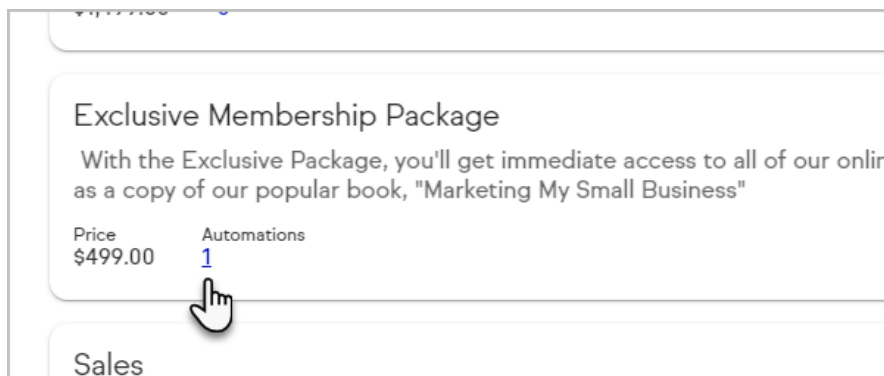 Exclusive Membership Package
With the Exclusive Package, you'll get immediate access to all of our
as a copy of our popular book, "Marketing My Small Business"
Price Automations
$499.00 1
Sales